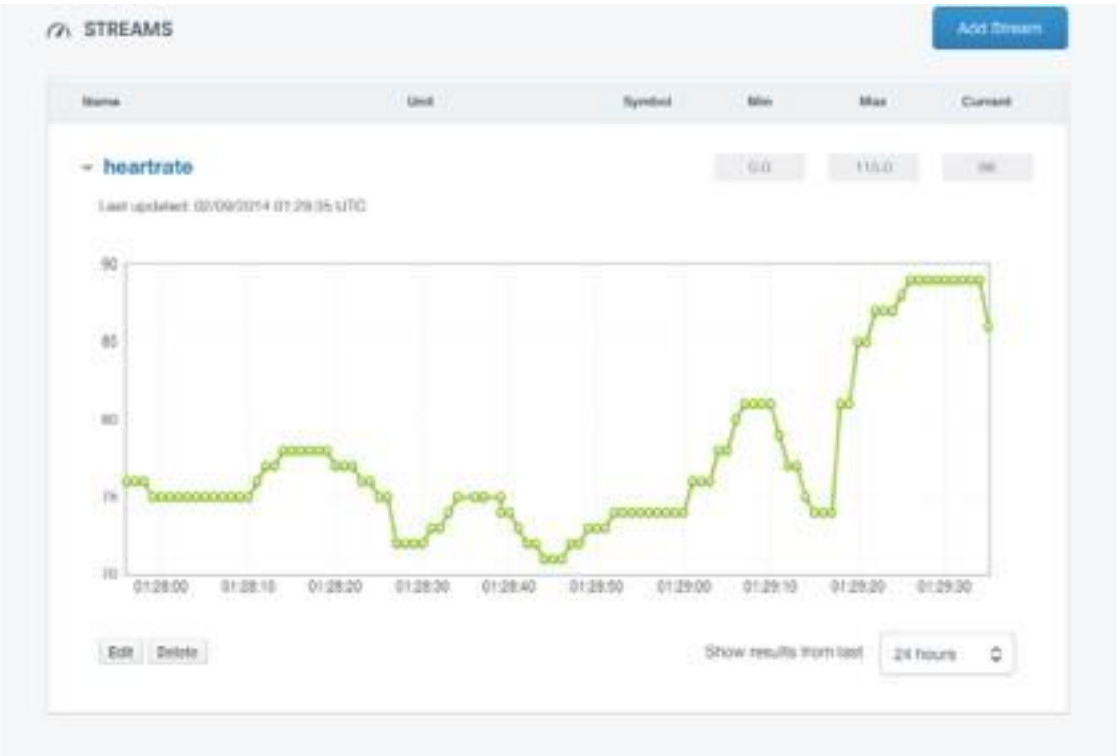 STREAMS
Add Stream
Name Unit Symbol Min Max Current
heartrate
0.0 115.0 86
Last updated: 02/09/2014 01:29:35 UTC
90
85
80
75
70
01:28:00 01:28:10 01:28:20 01:28:30 01:28:40 01:28:50 01:29:00 01:29:10 01:29:20 01:29:30
Edit Delete Show results from last 24 hours